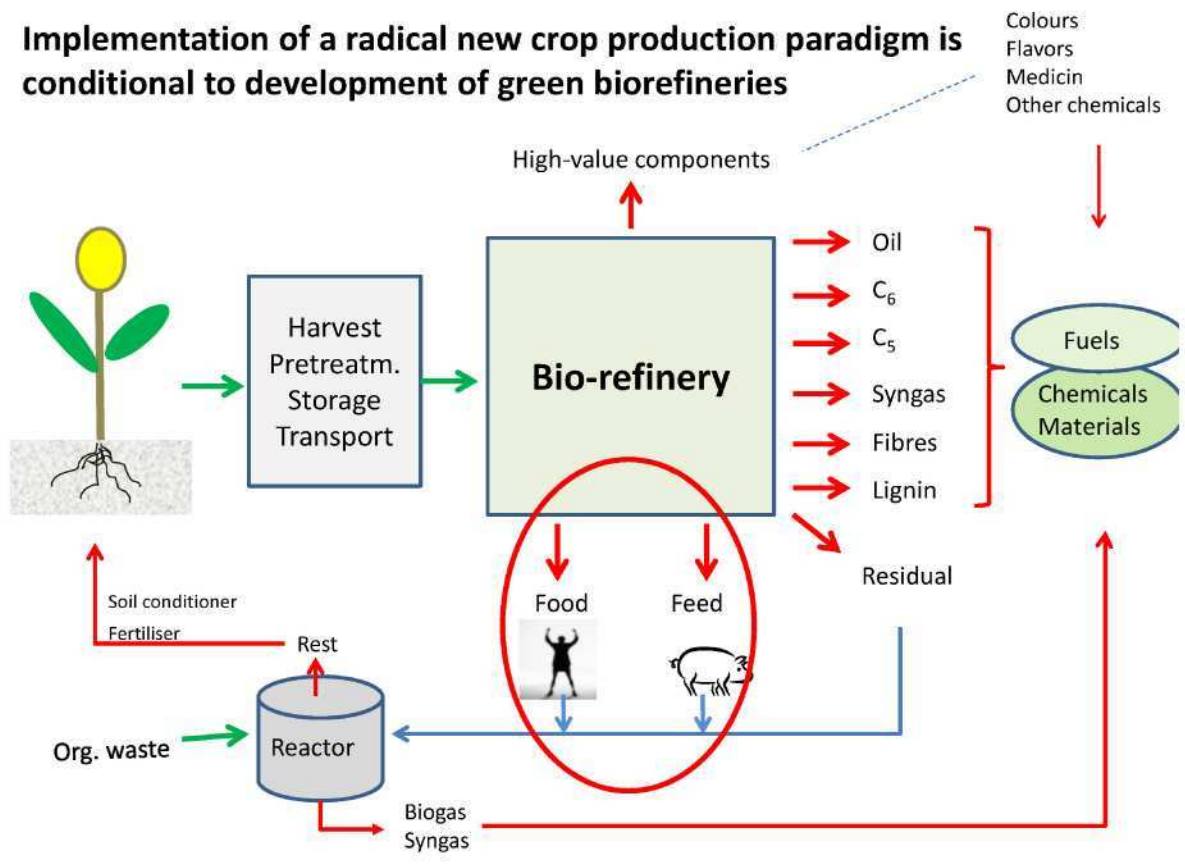 Implementation of a radical new crop production paradigm is
conditional to development of green biorefineries
Colours
Flavors
Medicin
Other chemicals
High-value components
Harvest
Pretreatm.
Storage
Transport
Bio-refinery
Oil
C₆
C₅
Syngas
Fibres
Lignin
Fuels
Chemicals
Materials
Residual
Food
Feed
Soil conditioner
Fertiliser
Rest
Org. waste
Reactor
Biogas
Syngas